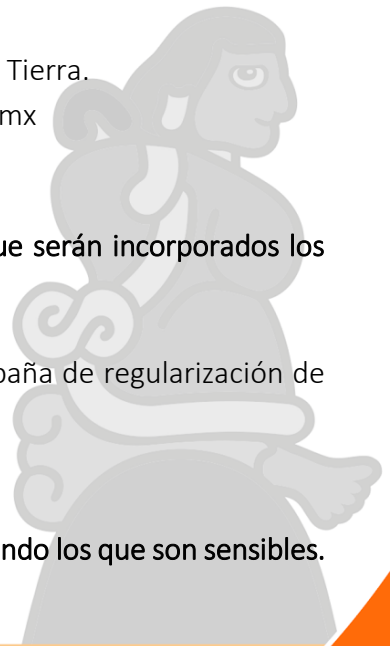 Tierra.
mx
ue serán incorporados los
paña de regularización de
ndo los que son sensibles.